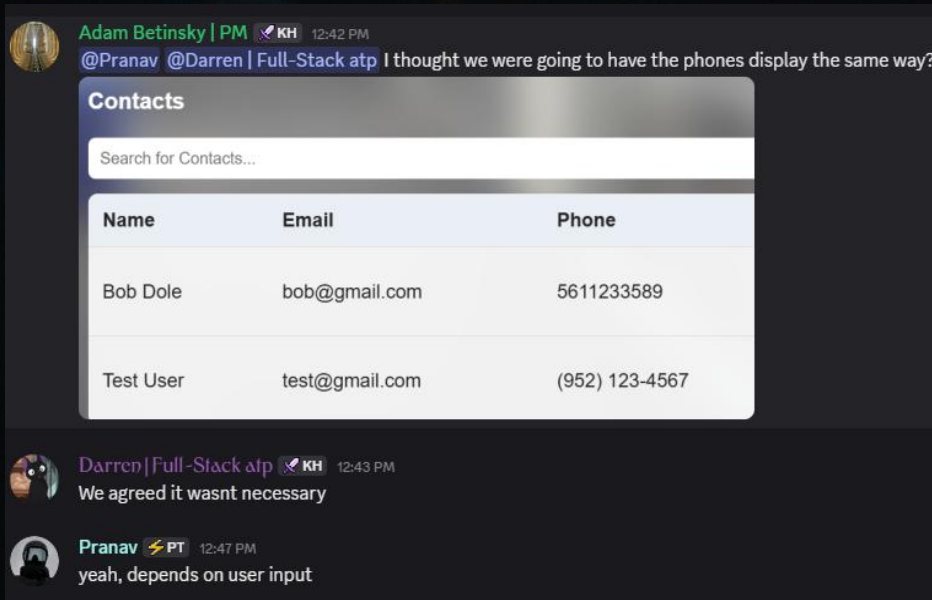 Adam Betinsky | PM KH 12:42 PM
@Pranav @Darren | Full-Stack atp I thought we were going to have the phones display the same way?
Contacts
Search for Contacts...
Name Email Phone
Bob Dole bob@gmail.com 5611233589
Test User test@gmail.com (952) 123-4567
Darren | Full-Stack atp KH 12:43 PM
We agreed it wasnt necessary
Pranav PT 12:47 PM
yeah, depends on user input